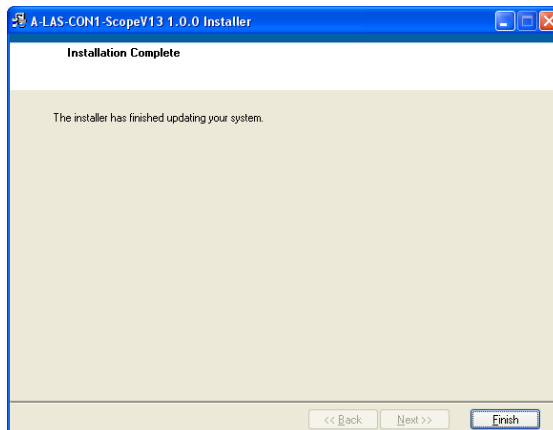 A-LAS-CON1-ScopeV13 1.0.0 Installer
Installation Complete
The installer has finished updating your system.
<< Back Next >> Finish